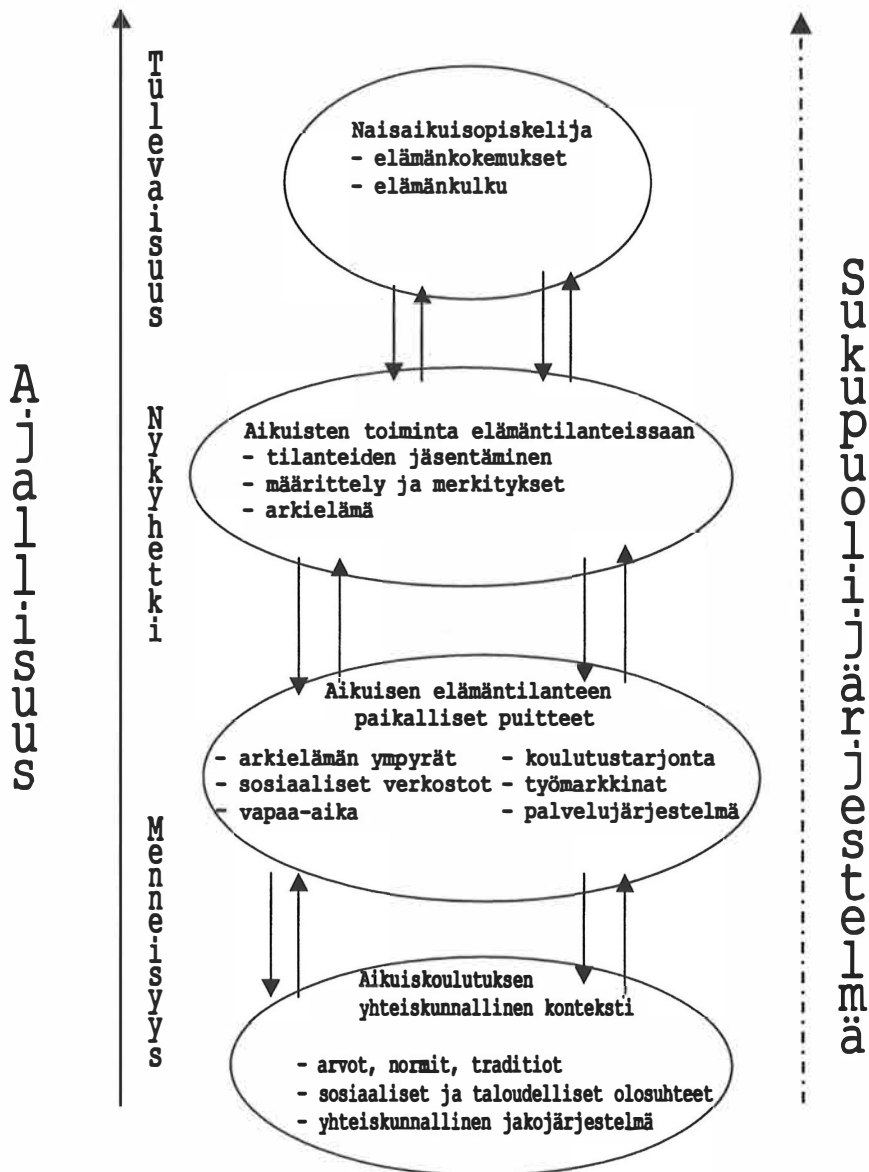 Ajallisuus
Tulevaisuus
Nykyhetki
Menneisyys
Naisaikuisopiskelija
- elämänkokemukset
- elämänkulku
Aikuisten toiminta elämäntilanteissaan
- tilanteiden jäsentäminen
- määrittely ja merkitykset
- arkielämä
Aikuisen elämäntilanteen
paikalliset puitteet
- arkielämän ympyrät - koulutustarjonta
- sosiaaliset verkostot - työmarkkinat
- vapaa-aika - palvelujärjestelmä
Aikuiskoulutuksen
yhteiskunnallinen konteksti
- arvot, normit, traditiot
- sosiaaliset ja taloudelliset olosuhteet
- yhteiskunnallinen jakojärjestelmä
Sukupuolijärjestelmä